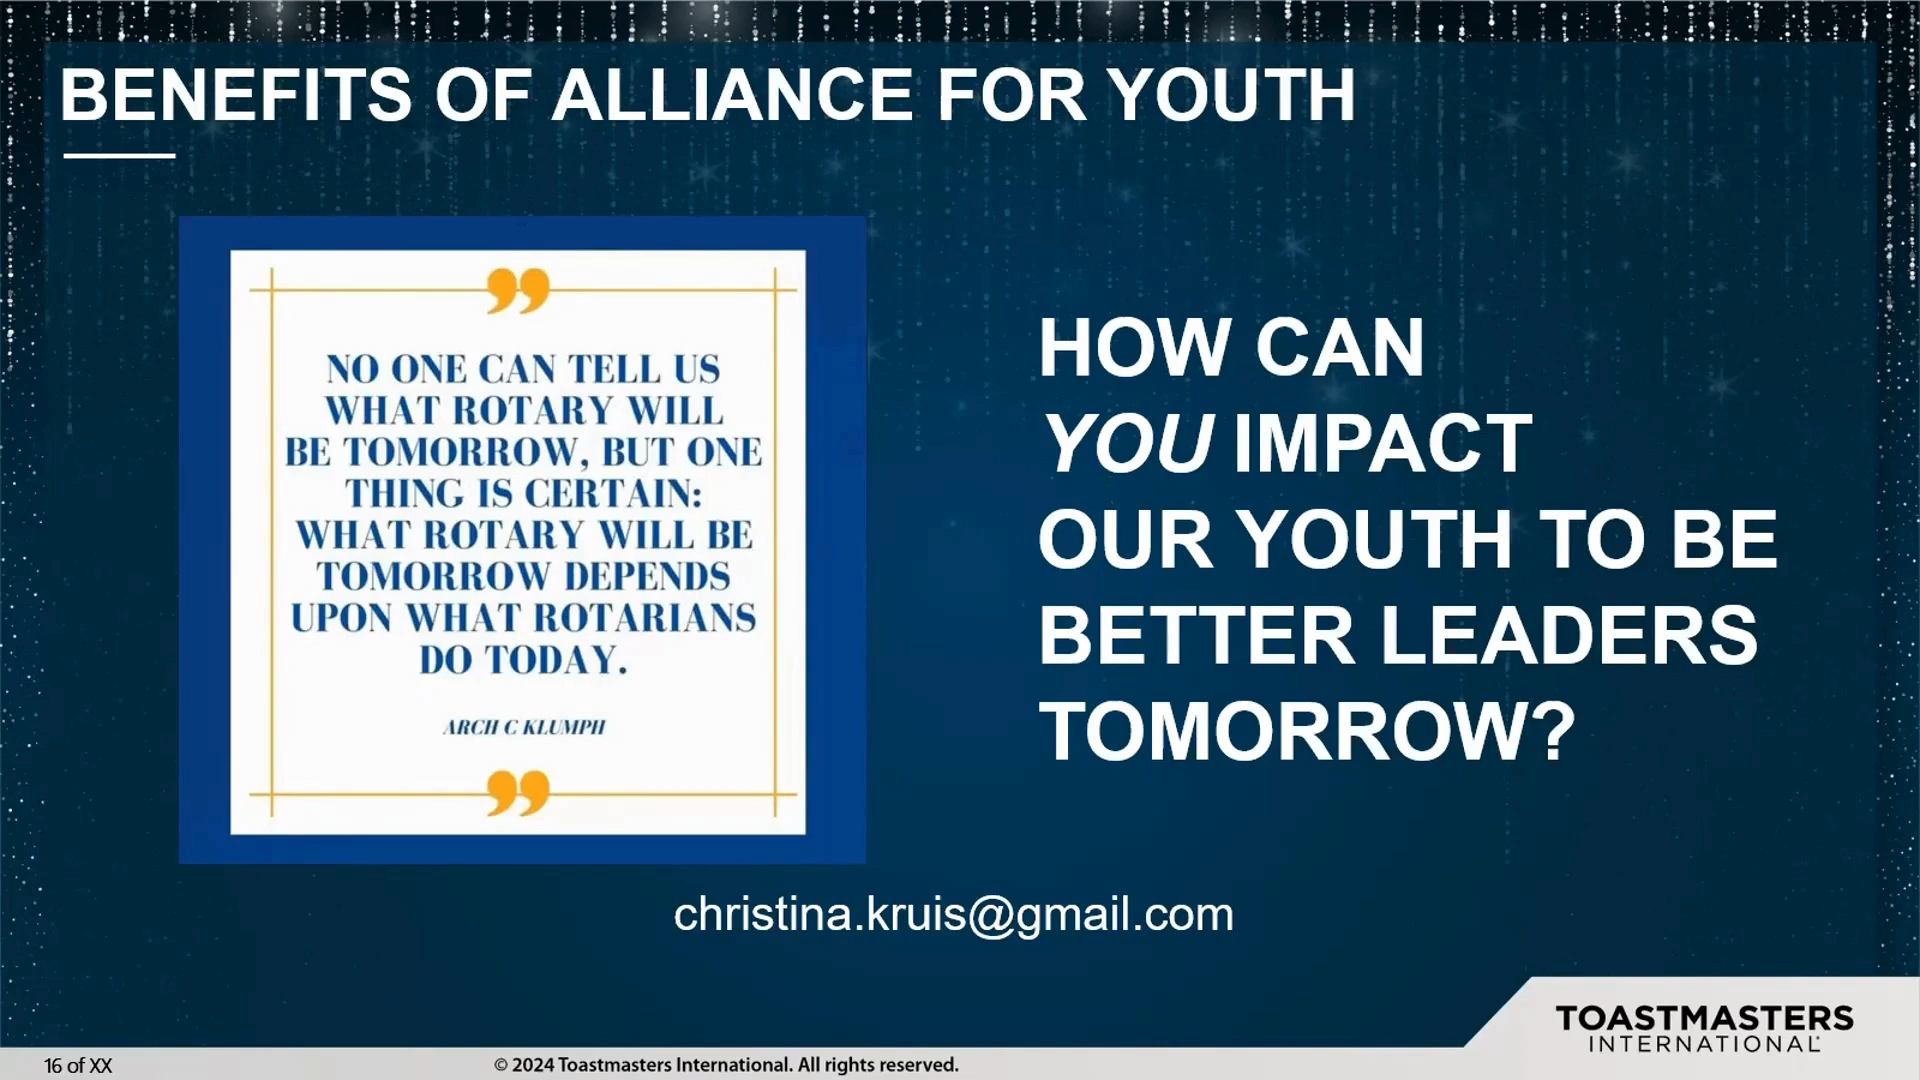 BENEFITS OF ALLIANCE FOR YOUTH
”
NO ONE CAN TELL US
WHAT ROTARY WILL
BE TOMORROW, BUT ONE
THING IS CERTAIN:
WHAT ROTARY WILL BE
TOMORROW DEPENDS
UPON WHAT ROTARIANS
DO TODAY.
ARCH C KLUMPH
”
HOW CAN
YOU IMPACT
OUR YOUTH TO BE
BETTER LEADERS
TOMORROW?
christina.kruis@gmail.com
TOASTMASTERS
INTERNATIONAL
16 of XX
© 2024 Toastmasters International. All rights reserved.